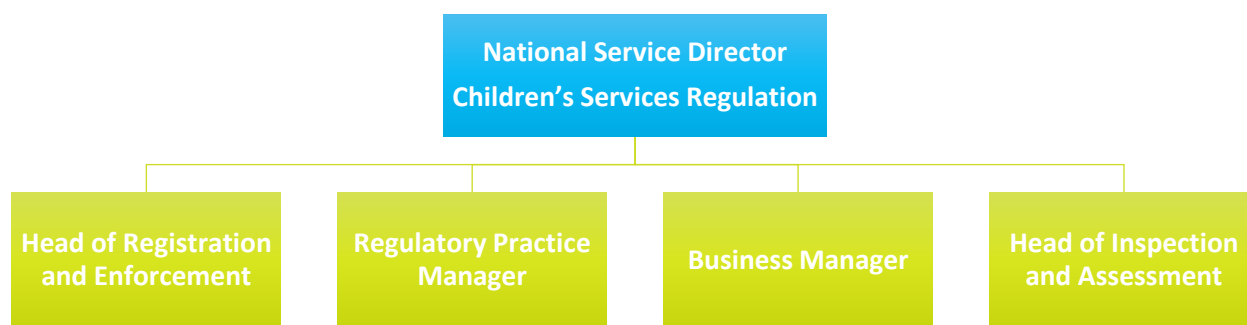 National Service Director
Children’s Services Regulation
Head of Registration
and Enforcement
Regulatory Practice
Manager
Business Manager
Head of Inspection
and Assessment